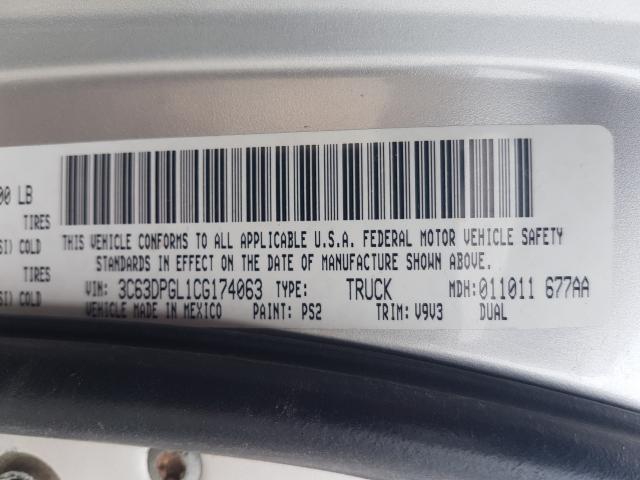 00 LB
TIRES
SI) COLD
TIRES
SI) COLD
THIS VEHICLE CONFORMS TO ALL APPLICABLE U.S.A. FEDERAL MOTOR VEHICLE SAFETY
STANDARDS IN EFFECT ON THE DATE OF MANUFACTURE SHOWN ABOVE.
VIN: 3C63DPGL1CG174063 TYPE: TRUCK MDH: 011011 677AA
VEHICLE MADE IN MEXICO PAINT: PS2 TRIM: V9V3 DUAL